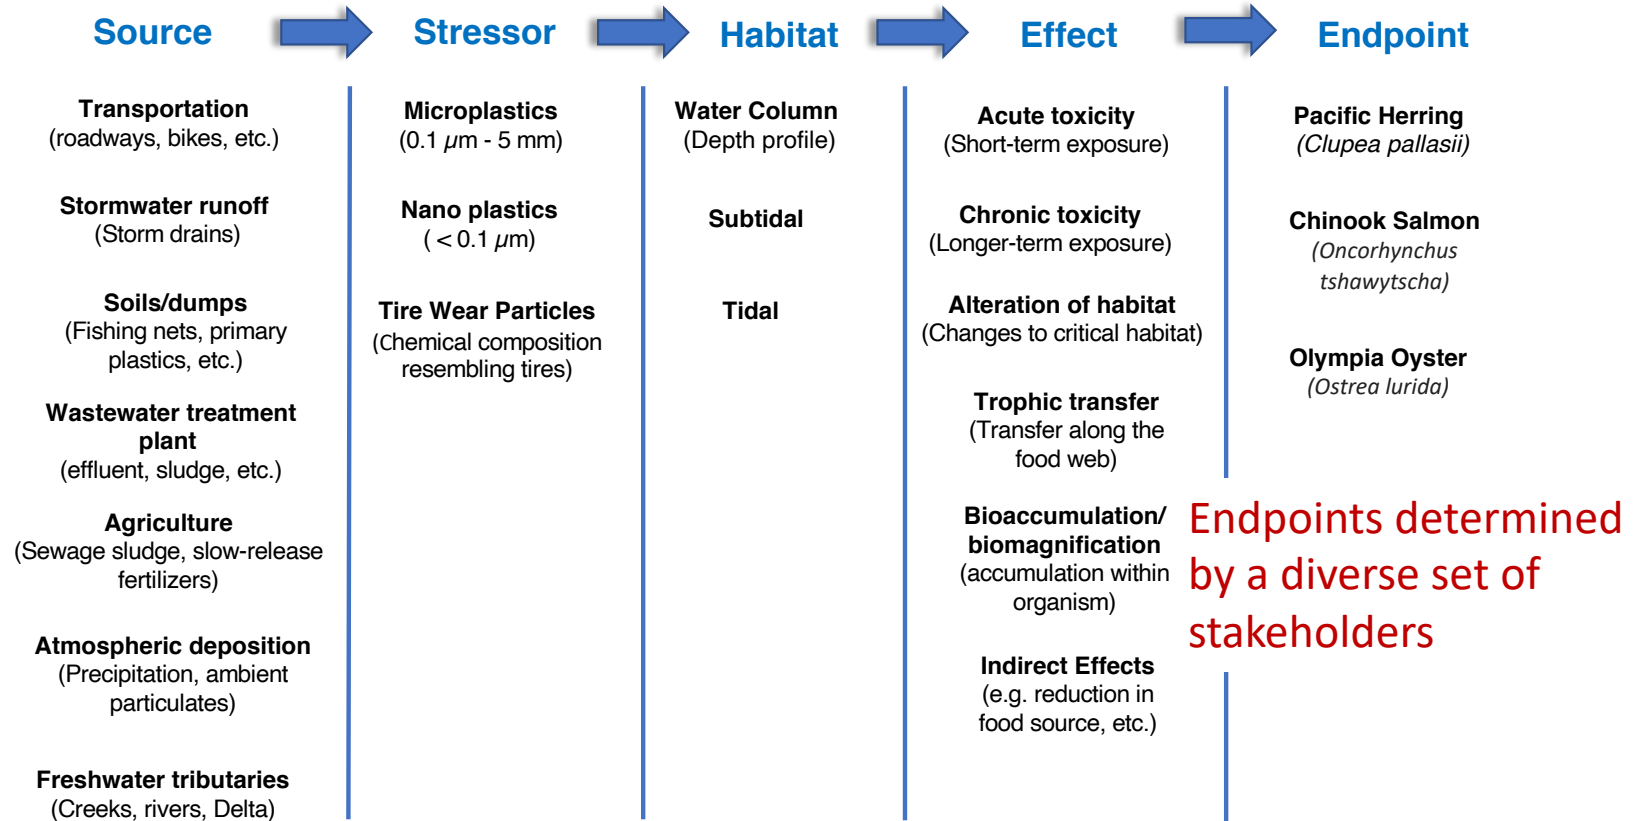 Source
Stressor
Habitat
Effect
Endpoint
Transportation
(roadways, bikes, etc.)
Stormwater runoff
(Storm drains)
Soils/dumps
(Fishing nets, primary
plastics, etc.)
Wastewater treatment
plant
(effluent, sludge, etc.)
Agriculture
(Sewage sludge, slow-release
fertilizers)
Atmospheric deposition
(Precipitation, ambient
particulates)
Freshwater tributaries
(Creeks, rivers, Delta)
Microplastics
(0.1 µm - 5 mm)
Nano plastics
( < 0.1 µm)
Tire Wear Particles
(Chemical composition
resembling tires)
Water Column
(Depth profile)
Subtidal
Tidal
Acute toxicity
(Short-term exposure)
Chronic toxicity
(Longer-term exposure)
Alteration of habitat
(Changes to critical habitat)
Trophic transfer
(Transfer along the
food web)
Bioaccumulation/
biomagnification
(accumulation within
organism)
Indirect Effects
(e.g. reduction in
food source, etc.)
Pacific Herring
(Clupea pallasii)
Chinook Salmon
(Oncorhynchus
tshawytscha)
Olympia Oyster
(Ostrea lurida)
Endpoints determined
by a diverse set of
stakeholders